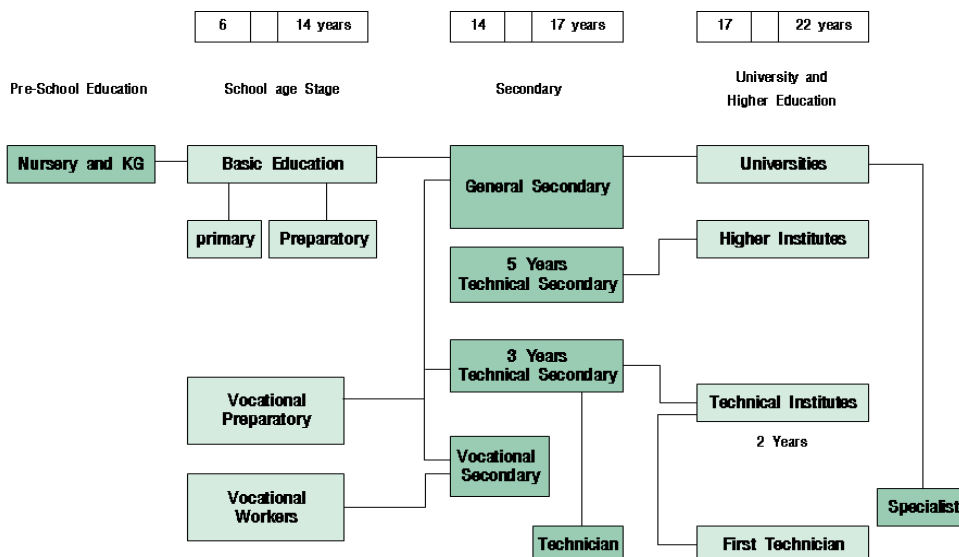 6 14 years 14 17 years 17 22 years
Pre-School Education School age Stage Secondary University and
Higher Education
Nursery and KG Basic Education General Secondary Universities
primary Preparatory Higher Institutes
5 Years
Technical Secondary
3 Years
Technical Secondary
Vocational
Preparatory
Technical Institutes
2 Years
Vocational
Secondary
Vocational
Workers
Specialist
Technician First Technician